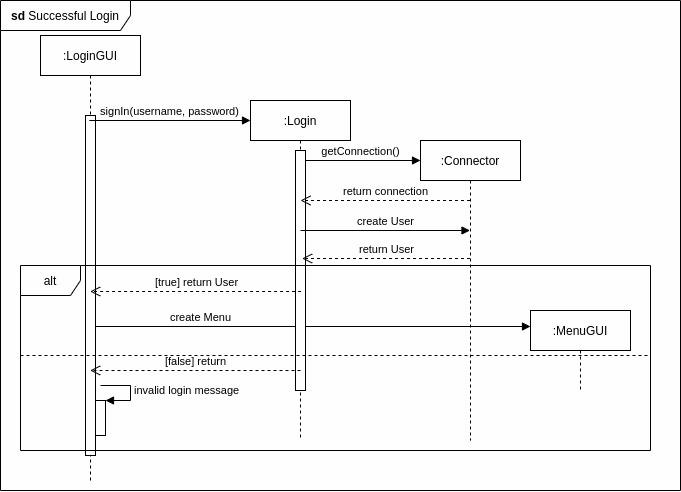 sd Successful Login
:LoginGUI
signIn(username, password)
:Login
getConnection()
:Connector
return connection
create User
return User
alt
[true] return User
create Menu
:MenuGUI
[false] return
invalid login message